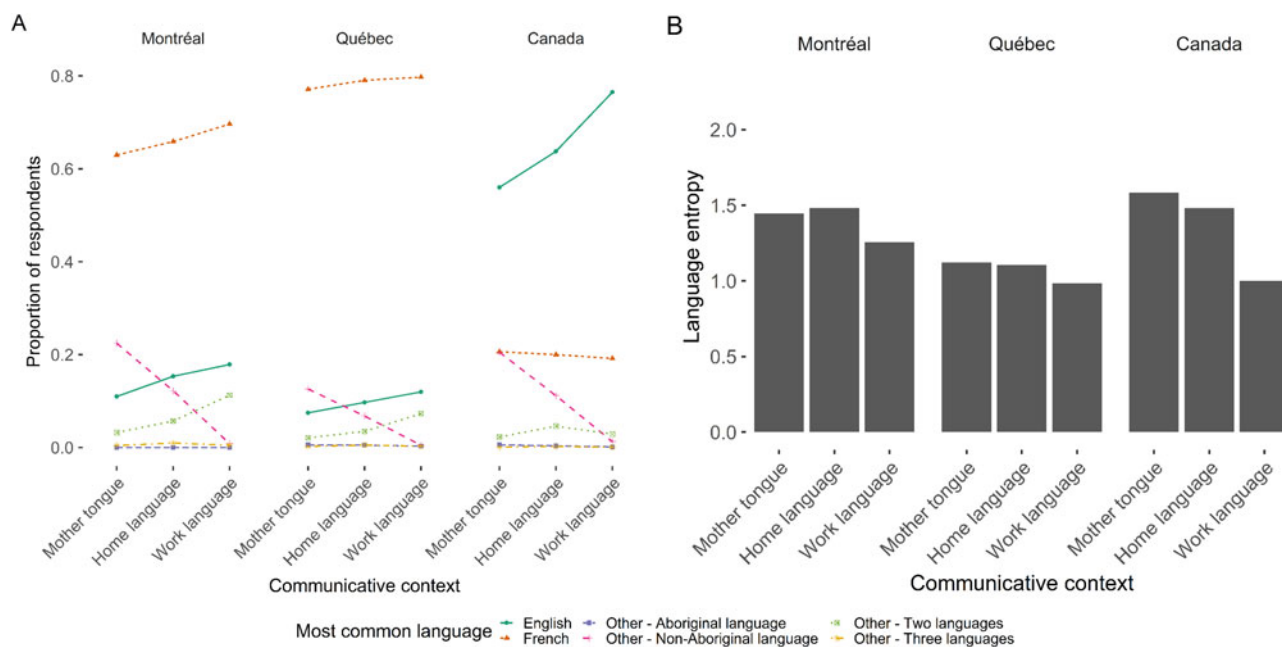 A
Montréal Québec Canada
Proportion of respondents
0.8
0.6
0.4
0.2
0.0
Mother tongue
Home language
Work language
Mother tongue
Home language
Work language
Mother tongue
Home language
Work language
Communicative context
B
Montréal Québec Canada
Language entropy
2.0
1.5
1.0
0.5
0.0
Mother tongue
Home language
Work language
Mother tongue
Home language
Work language
Mother tongue
Home language
Work language
Communicative context
Most common language
English Other - Aboriginal language Other - Two languages
French Other - Non-Aboriginal language Other - Three languages